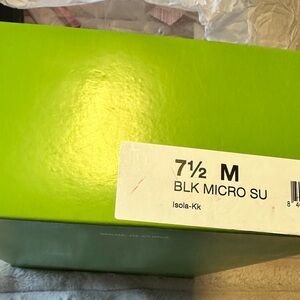 7½ M
BLK MICRO SU
Isola-Kk